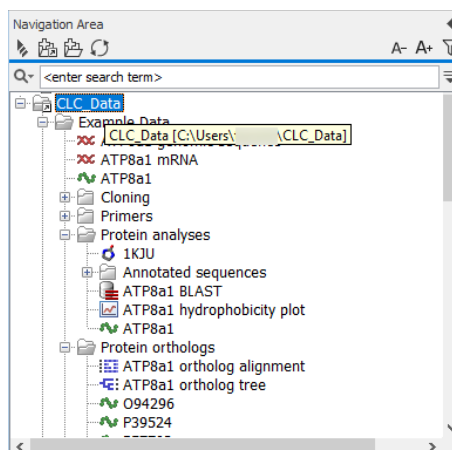 Navigation Area
A- A+
<enter search term>
CLC_Data
Example Data
CLC_Data [C:\Users\ \CLC_Data]
ATP8a1 mRNA
ATP8a1
Cloning
Primers
Protein analyses
1KJU
Annotated sequences
ATP8a1 BLAST
ATP8a1 hydrophobicity plot
ATP8a1
Protein orthologs
ATP8a1 ortholog alignment
ATP8a1 ortholog tree
O94296
P39524